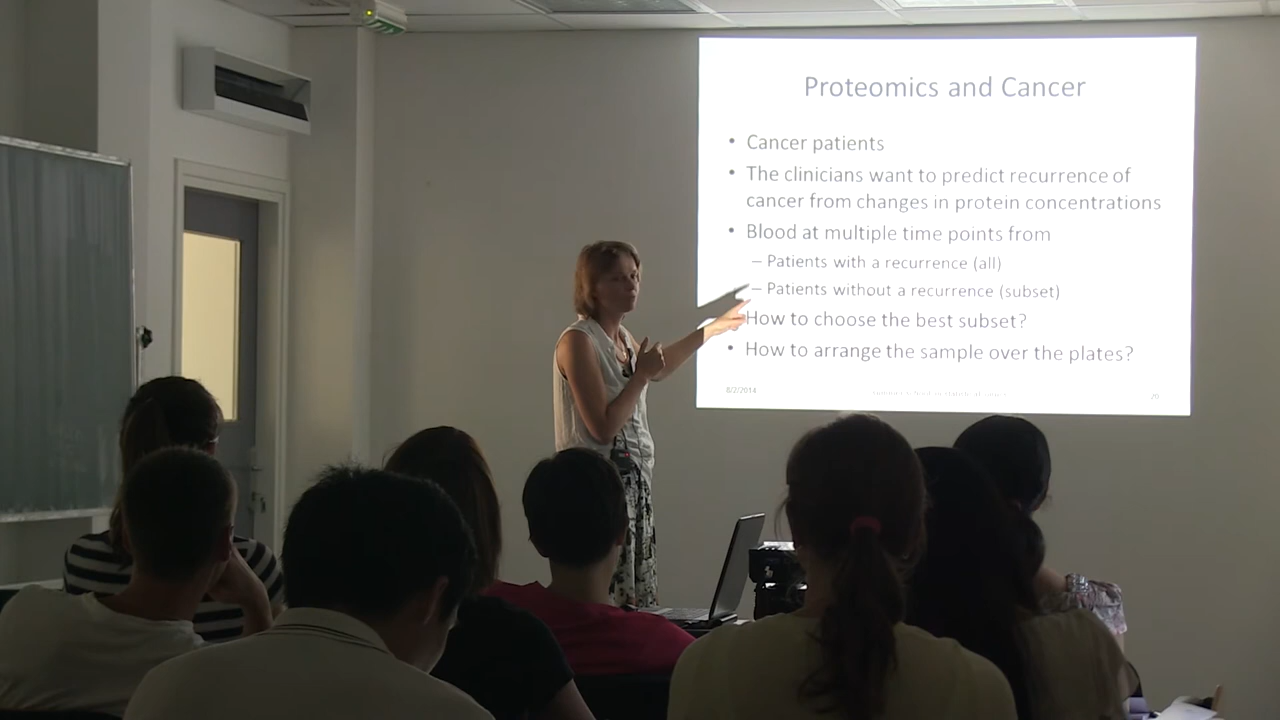 Proteomics and Cancer
• Cancer patients
• The clinicians want to predict recurrence of
cancer from changes in protein concentrations
• Blood at multiple time points from
– Patients with a recurrence (all)
– Patients without a recurrence (subset)
How to choose the best subset?
• How to arrange the sample over the plates?
8/2/2014
20